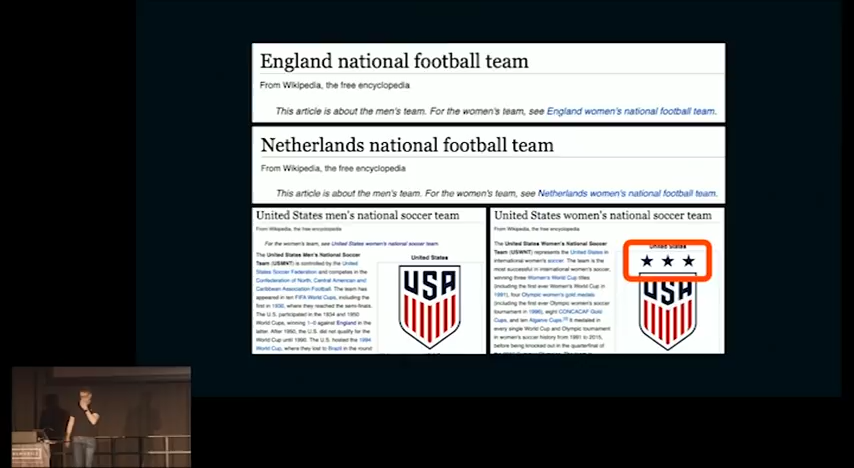 England national football team
From Wikipedia, the free encyclopedia
This article is about the men's team. For the women's team, see England women's national football team.
Netherlands national football team
From Wikipedia, the free encyclopedia
This article is about the men's team. For the women's team, see Netherlands women's national football team.
United States men's national soccer team
From Wikipedia, the free encyclopedia
For the women's team, see United States women's national soccer team.
The United States Men's National Soccer
Team (USMNT) is controlled by the United
States Soccer Federation and competes in the
Confederation of North, Central American and
Caribbean Association Football. The team has
appeared in ten FIFA World Cups, including the
first in 1930, where they reached the semi-finals.
The U.S. participated in the 1934 and 1950
World Cups, winning 1–0 against England in the
latter. After 1950, the U.S. did not qualify for the
World Cup until 1990. The U.S. hosted the 1994
World Cup, where they lost to Brazil in the round
United States
USA
United States women's national soccer team
From Wikipedia, the free encyclopedia
The United States Women's National Soccer
Team (USWNT) represents the United States in
international women's soccer. The team is the
most successful in international women's soccer,
winning three Women's World Cup titles
(including the first ever Women's World Cup in
1991), four Olympic women's gold medals
(including the first ever Olympic women's soccer
tournament in 1996), eight CONCACAF Gold
Cups, and ten Algarve Cups. It medaled in
every single World Cup and Olympic tournament
in women's soccer history from 1991 to 2015,
before being knocked out in the quarterfinal of
United States
USA